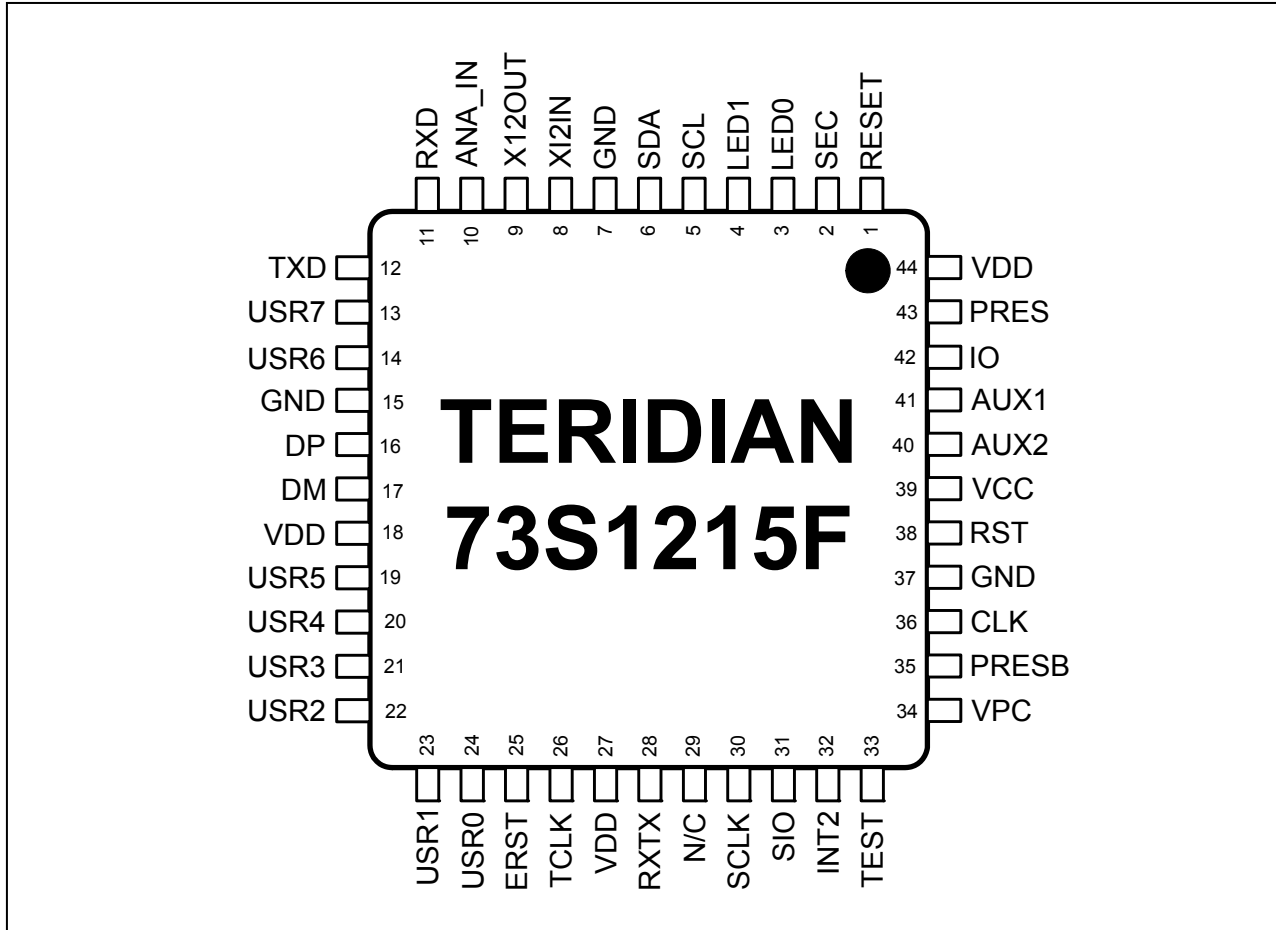 RXD
ANA_IN
X12OUT
XI2IN
GND
SDA
SCL
LED1
LED0
SEC
RESET
11
10
9
8
7
6
5
4
3
2
1
TXD 12
USR7 13
USR6 14
GND 15
DP 16
DM 17
VDD 18
USR5 19
USR4 20
USR3 21
USR2 22
TERIDIAN
73S1215F
44 VDD
43 PRES
42 IO
41 AUX1
40 AUX2
39 VCC
38 RST
37 GND
36 CLK
35 PRESB
34 VPC
23
24
25
26
27
28
29
30
31
32
33
USR1
USR0
ERST
TCLK
VDD
RXTX
N/C
SCLK
SIO
INT2
TEST